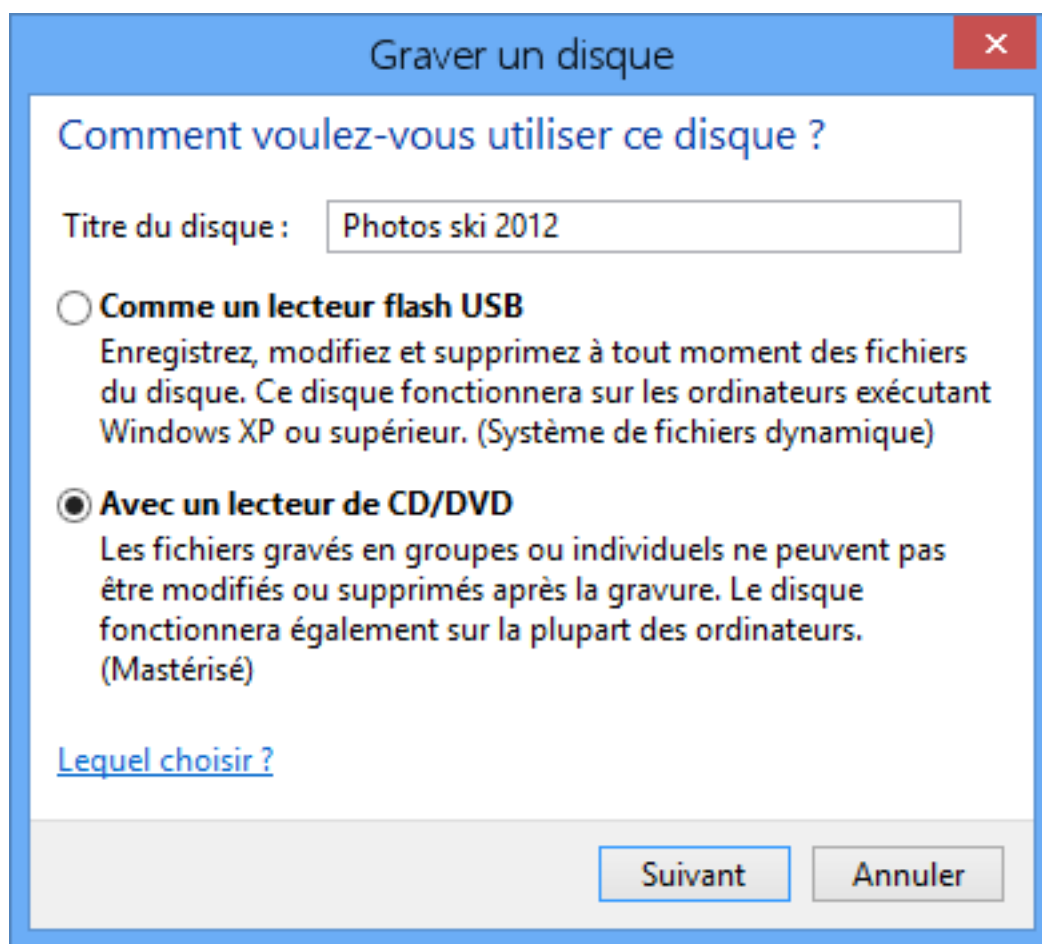 Graver un disque
Comment voulez-vous utiliser ce disque ?
Titre du disque : Photos ski 2012
Comme un lecteur flash USB
Enregistrez, modifiez et supprimez à tout moment des fichiers
du disque. Ce disque fonctionnera sur les ordinateurs exécutant
Windows XP ou supérieur. (Système de fichiers dynamique)
Avec un lecteur de CD/DVD
Les fichiers gravés en groupes ou individuels ne peuvent pas
être modifiés ou supprimés après la gravure. Le disque
fonctionnera également sur la plupart des ordinateurs.
(Mastérisé)
Lequel choisir ?
Suivant Annuler